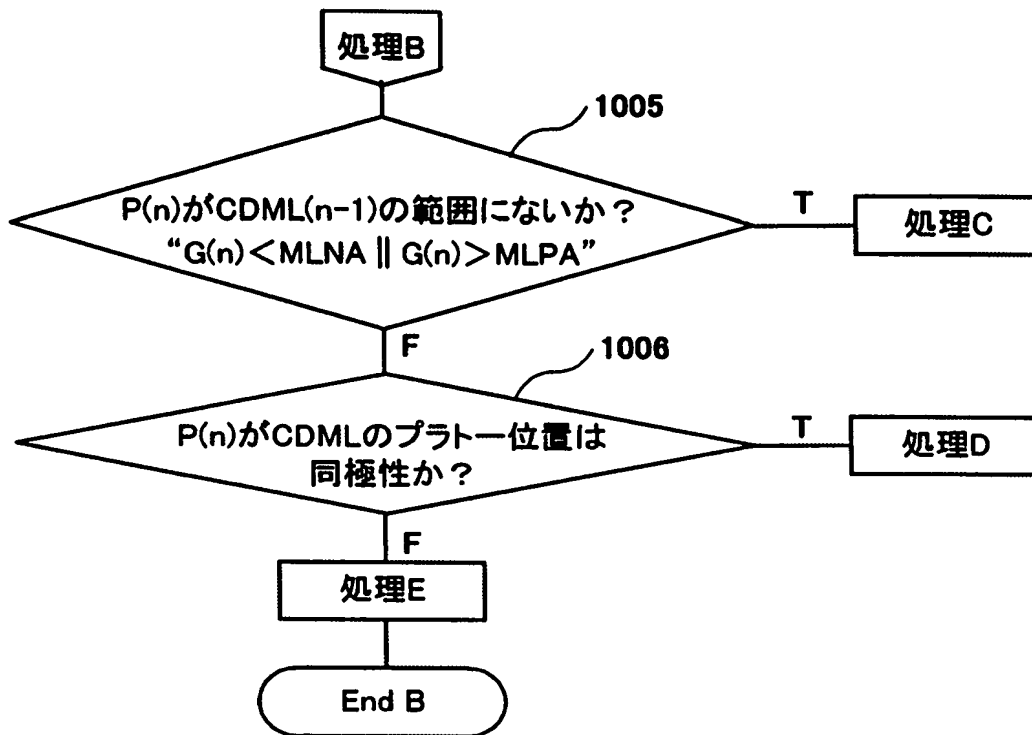 処理B
1005
P(n)がCDML(n-1)の範囲にないか?
“G(n)<MLNA || G(n)>MLPA”
T
処理C
F
1006
P(n)がCDMLのプラトー位置は
同極性か?
T
処理D
F
処理E
End B